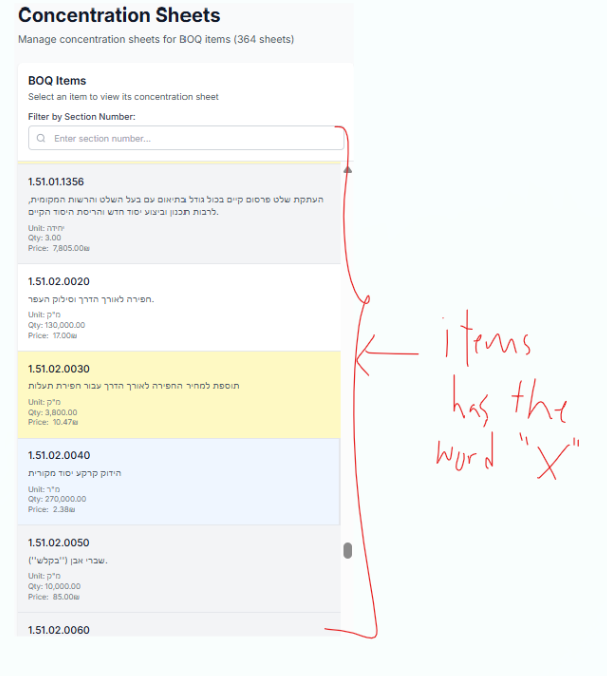 Concentration Sheets
Manage concentration sheets for BOQ items (364 sheets)
BOQ Items
Select an item to view its concentration sheet
Filter by Section Number:
Enter section number...
1.51.01.1356
העתקת שלט פרסום קיים בכול גודל בתיאום עם בעל השלט והרשות המקומית,
לרבות תכנון וביצוע יסוד חדש והריסת היסוד הקיים.
Unit: יחידה
Qty: 3.00
Price: 7,805.00₪
1.51.02.0020
חפירה לאורך הדרך וסילוק העפר.
Unit: מ"ק
Qty: 130,000.00
Price: 17.00₪
1.51.02.0030
תוספת למחיר החפירה לאורך הדרך עבור חפירת תעלות
Unit: מ"ק
Qty: 3,800.00
Price: 10.47₪
1.51.02.0040
הידוק קרקע יסוד מקורית
Unit: מ"ר
Qty: 270,000.00
Price: 2.38₪
1.51.02.0050
שברי אבן (''בקלש'').
Unit: מ"ק
Qty: 10,000.00
Price: 85.00₪
1.51.02.0060
items
has the
word "X"